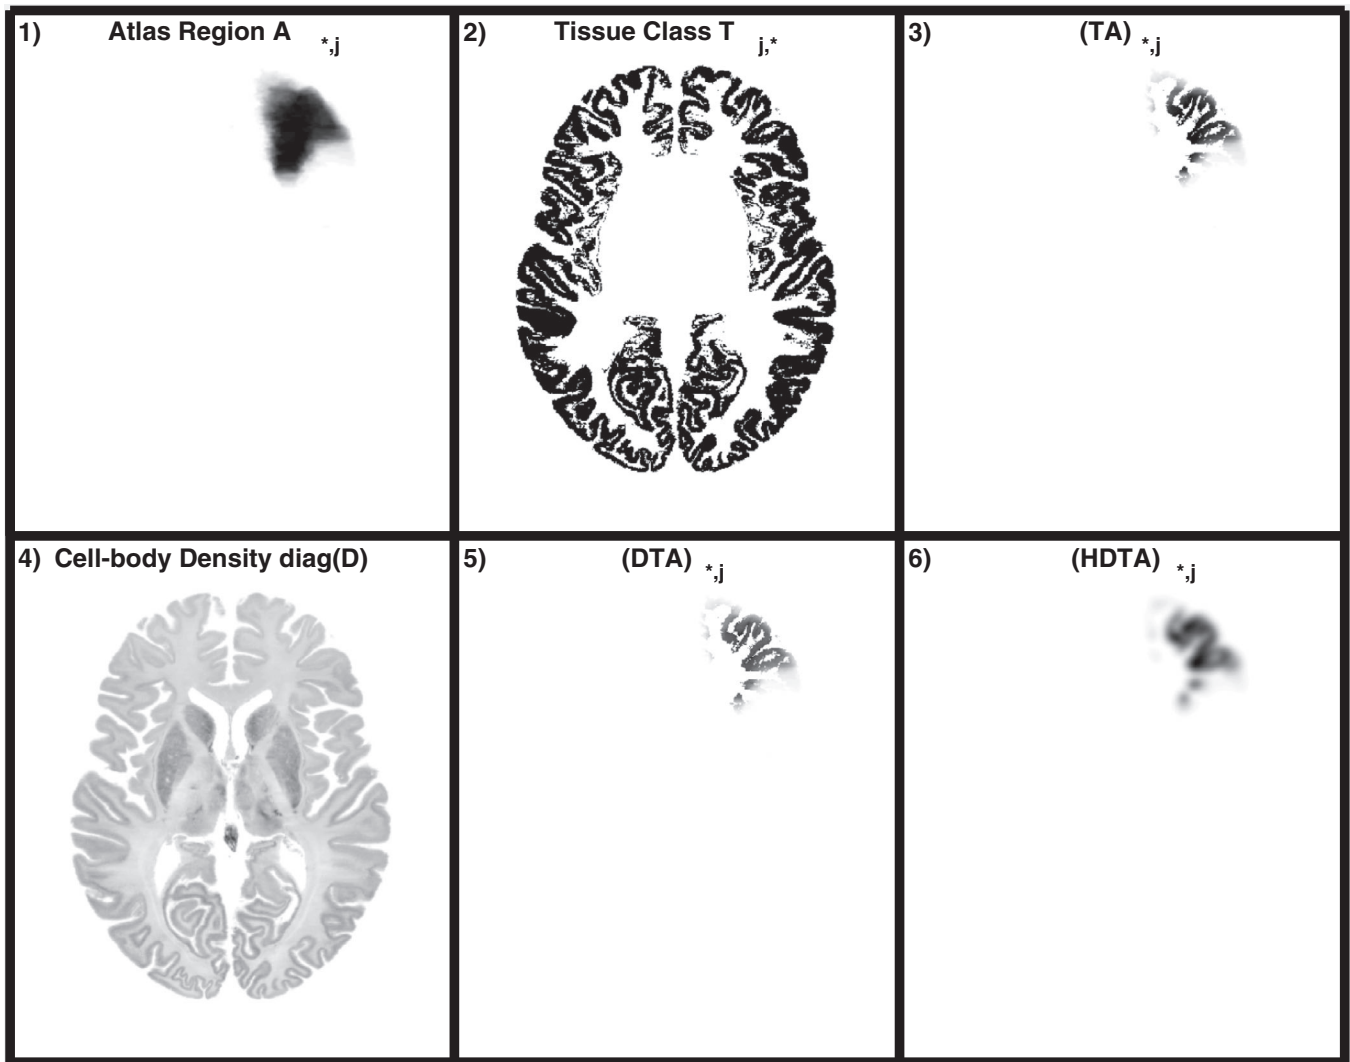 1) Atlas Region A *,j
2) Tissue Class T j,*
3) (TA) *,j
4) Cell-body Density diag(D)
5) (DTA) *,j
6) (HDTA) *,j